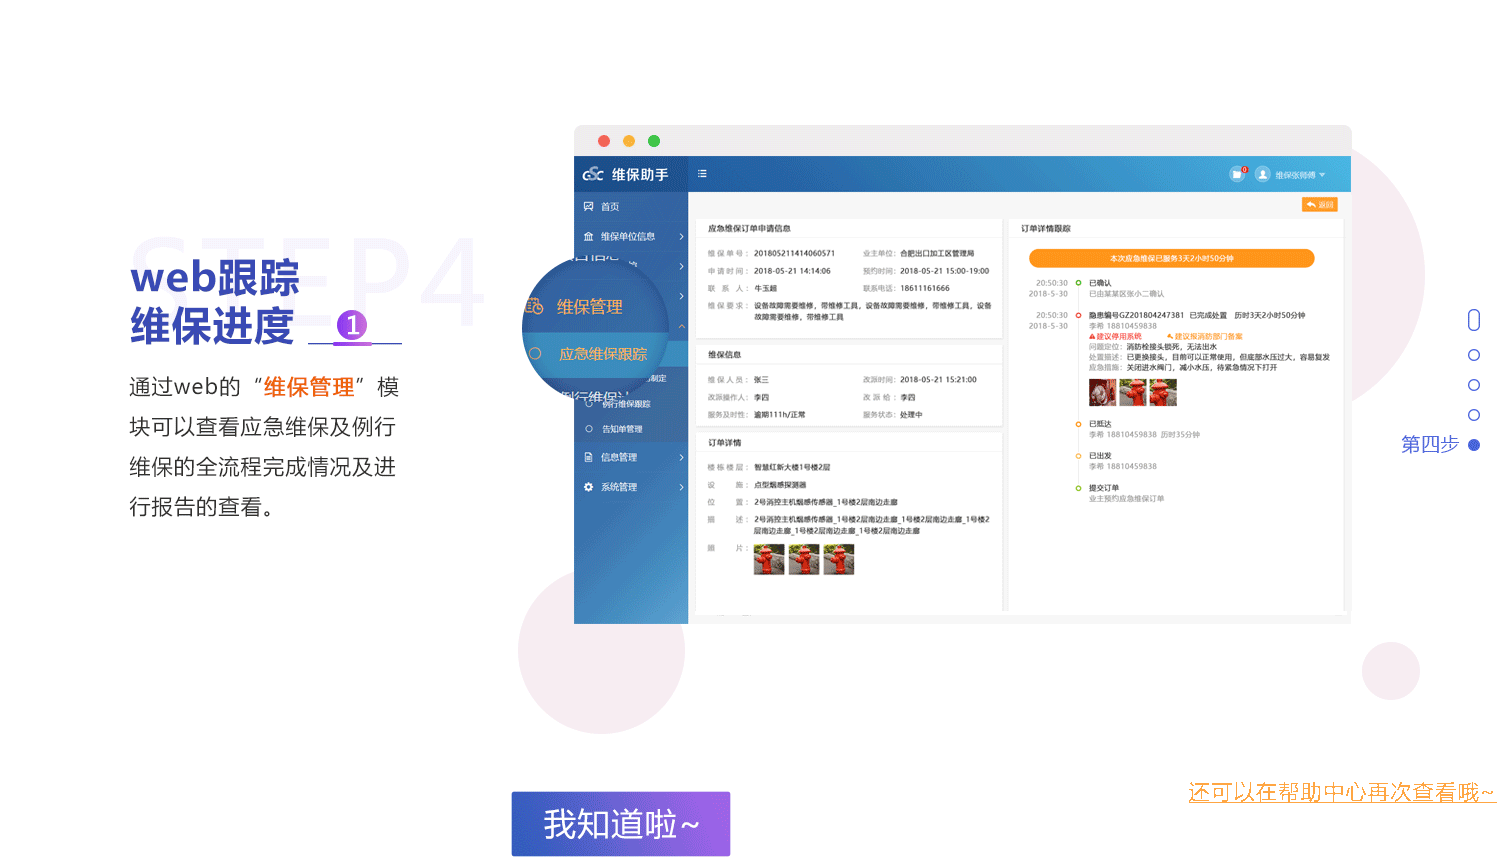 STEP4
web跟踪
维保进度 1
通过web的“维保管理”模
块可以查看应急维保及例行
维保的全流程完成情况及进
行报告的查看。
GSC 维保助手
维保张师傅
返回
首页
维保单位信息
维保管理
应急维保跟踪
例行维保跟踪
告知单管理
信息管理
系统管理
应急维保订单申请信息
维保单号： 201805211414060571 业主单位： 合肥出口加工区管理局
申请时间： 2018-05-21 14:14:06 预约时间： 2018-05-21 15:00-19:00
联系人： 牛玉超 联系电话： 18611161666
维保要求： 设备故障需要维修，带维修工具，设备故障需要维修，带维修工具，设备
故障需要维修，带维修工具
维保信息
维保人员： 张三 改派时间： 2018-05-21 15:21:00
改派操作人： 李四 改派给： 李四
服务及时性： 逾期111h/正常 服务状态： 处理中
订单详情
楼栋楼层： 智慧红新大楼1号楼2层
设施： 点型烟感探测器
位置： 2号消控主机烟感传感器_1号楼2层南边走廊
描述： 2号消控主机烟感传感器_1号楼2层南边走廊_1号楼2层南边走廊_1号楼2
层南边走廊_1号楼2层南边走廊_1号楼2层南边走廊
照片：
订单详情跟踪
本次应急维保已服务3天2小时50分钟
20:50:30 已确认
2018-5-30 已由某某区张小二确认
20:50:30 隐患编号GZ201804247381 已完成处置 历时3天2小时50分钟
2018-5-30 李希 18810459838
建议停用系统 建议报消防部门备案
问题定位： 消防栓接头锁死，无法出水
处置描述： 已更换接头，目前可以正常使用，但底部水压过大，容易复发
应急措施： 关闭进水阀门，减小水压，待紧急情况下打开
已抵达
李希 18810459838 历时35分钟
已出发
李希 18810459838
提交订单
业主预约应急维保订单
第四步
还可以在帮助中心再次查看哦~
我知道啦~